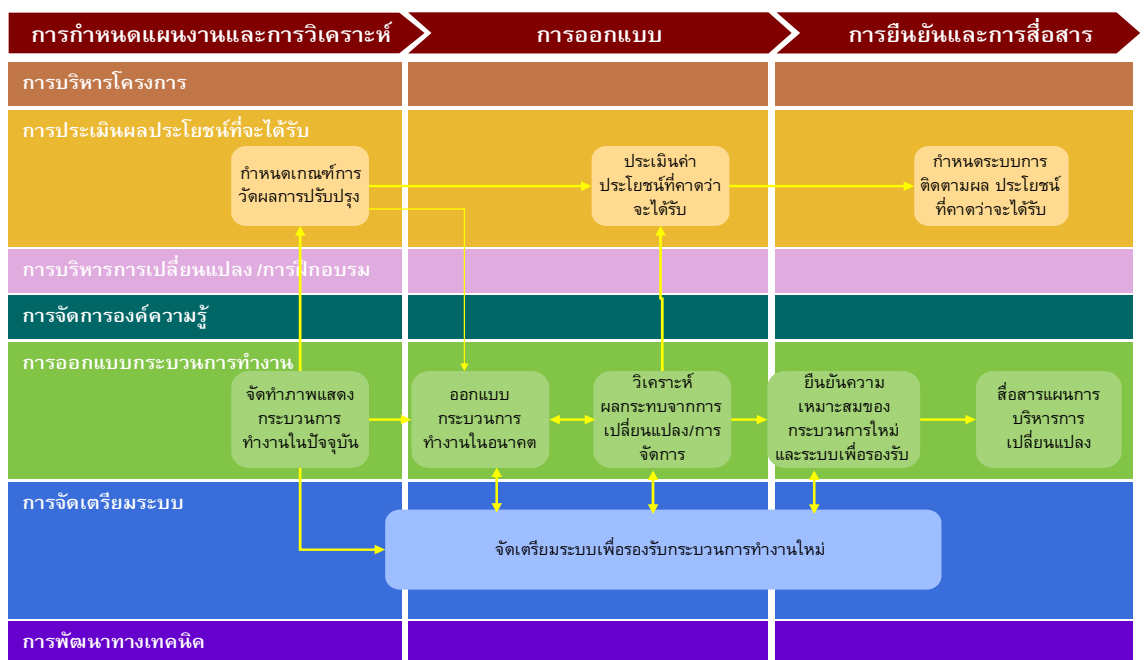 การกำหนดแผนงานและการวิเคราะห์
การออกแบบ
การยืนยันและการสื่อสาร
การบริหารโครงการ
การประเมินผลประโยชน์ที่จะได้รับ
กำหนดเกณฑ์การ
วัดผลการปรับปรุง
ประเมินค่า
ประโยชน์ที่คาดว่า
จะได้รับ
กำหนดระบบการ
ติดตามผล ประโยชน์
ที่คาดว่าจะได้รับ
การบริหารการเปลี่ยนแปลง /การฝึกอบรม
การจัดการองค์ความรู้
การออกแบบกระบวนการทำงาน
จัดทำภาพแสดง
กระบวนการ
ทำงานในปัจจุบัน
ออกแบบ
กระบวนการ
ทำงานในอนาคต
วิเคราะห์
ผลกระทบจากการ
เปลี่ยนแปลง/การ
จัดการ
ยืนยันความ
เหมาะสมของ
กระบวนการใหม่
และระบบเพื่อรองรับ
สื่อสารแผนการ
บริหารการ
เปลี่ยนแปลง
การจัดเตรียมระบบ
จัดเตรียมระบบเพื่อรองรับกระบวนการทำงานใหม่
การพัฒนาทางเทคนิค